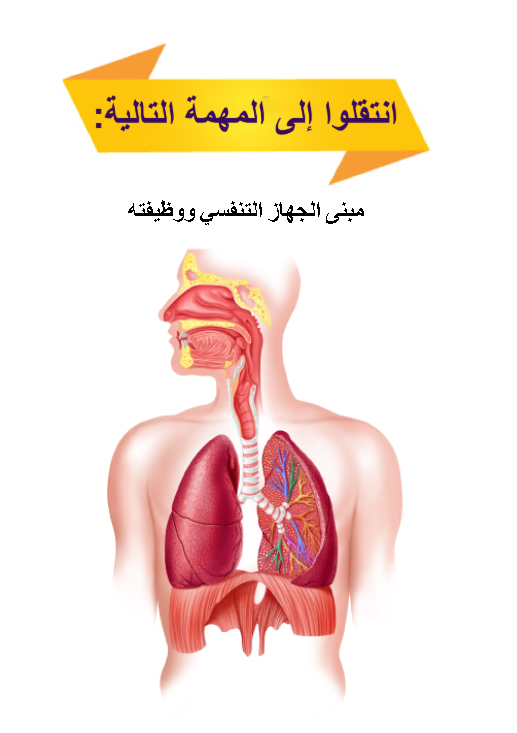 انتقلوا إلى المهمة التالية:
مبنى الجهاز التنفسي ووظيفته